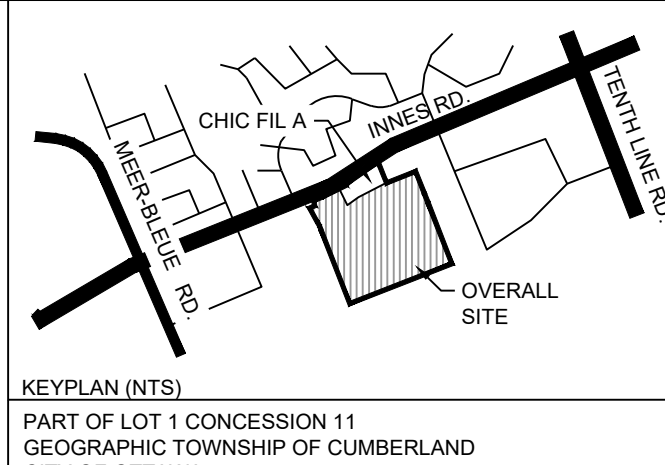 CHIC FIL A
INNES RD.
TENTH LINE RD.
MEER-BLEUE RD.
OVERALL
SITE
KEYPLAN (NTS)
PART OF LOT 1 CONCESSION 11
GEOGRAPHIC TOWNSHIP OF CUMBERLAND